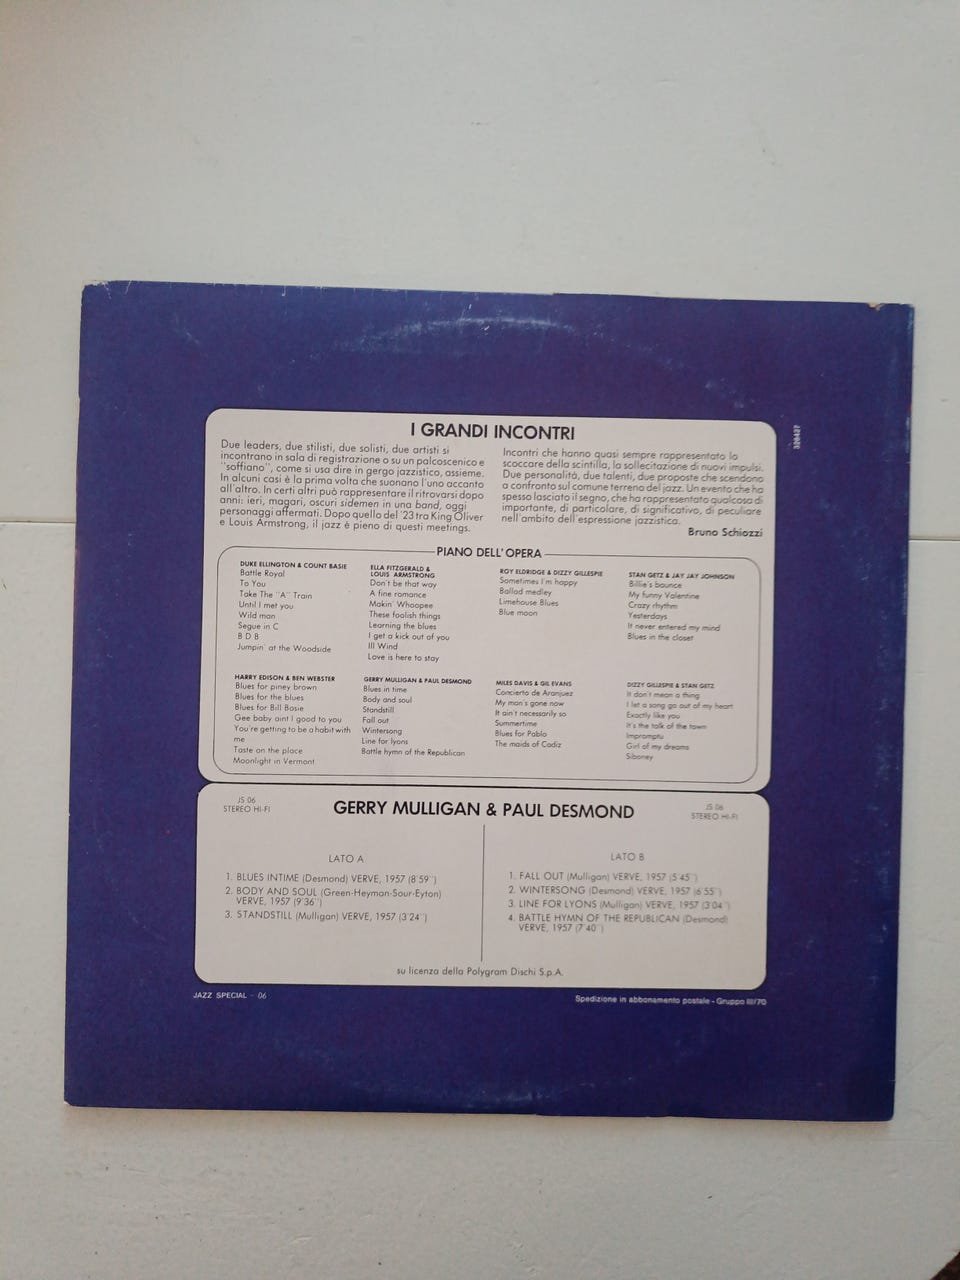 I GRANDI INCONTRI
Due leaders, due stilisti, due solisti, due artisti si
incontrano in sala di registrazione o su un palcoscenico e
"soffiano", come si usa dire in gergo jazzistico, assieme.
In alcuni casi è la prima volta che suonano l'uno accanto
all'altro. In certi altri può rappresentare il ritrovarsi dopo
anni: ieri, magari, oscuri sidemen in una band, oggi
personaggi affermati. Dopo quello del '23 tra King Oliver
e Louis Armstrong, il jazz è pieno di questi meetings.
Incontri che hanno quasi sempre rappresentato lo
scoccare della scintilla, la sollecitazione di nuovi impulsi.
Due personalità, due talenti, due proposte che scendono
a confronto sul comune terreno del jazz. Un evento che ha
spesso lasciato il segno, che ha rappresentato qualcosa di
importante, di particolare, di significativo, di peculiare
nell'ambito dell'espressione jazzistica.
Bruno Schiozzi
320427
PIANO DELL'OPERA
DUKE ELLINGTON & COUNT BASIE
Battle Royal
To You
Take The "A" Train
Until I met you
Wild man
Segue in C
B D B
Jumpin' at the Woodside
ELLA FITZGERALD &
LOUIS ARMSTRONG
Don't be that way
A fine romance
Makin' Whoopee
These foolish things
Learning the blues
I get a kick out of you
Ill Wind
Love is here to stay
ROY ELDRIDGE & DIZZY GILLESPIE
Sometimes I'm happy
Ballad medley
Limehouse Blues
Blue moon
STAN GETZ & JAY JAY JOHNSON
Billie's bounce
My funny Valentine
Crazy rhythm
Yesterdays
It never entered my mind
Blues in the closet
HARRY EDISON & BEN WEBSTER
Blues for piney brown
Blues for the blues
Blues for Bill Basie
Gee baby aint I good to you
You're getting to be a habit with
me
Taste on the place
Moonlight in Vermont
GERRY MULLIGAN & PAUL DESMOND
Blues in time
Body and soul
Standstill
Fall out
Wintersong
Line for lyons
Battle hymn of the Republican
MILES DAVIS & GIL EVANS
Concierto de Aranjuez
My man's gone now
It ain't necessarily so
Summertime
Blues for Pablo
The maids of Cadiz
DIZZY GILLESPIE & STAN GETZ
It don't mean a thing
I let a song go out of my heart
Exactly like you
It's the talk of the town
Impromptu
Girl of my dreams
Siboney
JS 06
STEREO HI-FI
GERRY MULLIGAN & PAUL DESMOND
JS 06
STEREO HI-FI
LATO A
1. BLUES INTIME (Desmond) VERVE, 1957 (8'59'')
2. BODY AND SOUL (Green-Heyman-Sour-Eyton)
VERVE, 1957 (9'36'')
3. STANDSTILL (Mulligan) VERVE, 1957 (3'24'')
LATO B
1. FALL OUT (Mulligan) VERVE, 1957 (5'45'')
2. WINTERSONG (Desmond) VERVE, 1957 (6'55'')
3. LINE FOR LYONS (Mulligan) VERVE, 1957 (3'04'')
4. BATTLE HYMN OF THE REPUBLICAN (Desmond)
VERVE, 1957 (7'40'')
su licenza della Polygram Dischi S.p.A.
JAZZ SPECIAL - 06
Spedizione in abbonamento postale - Gruppo III/70